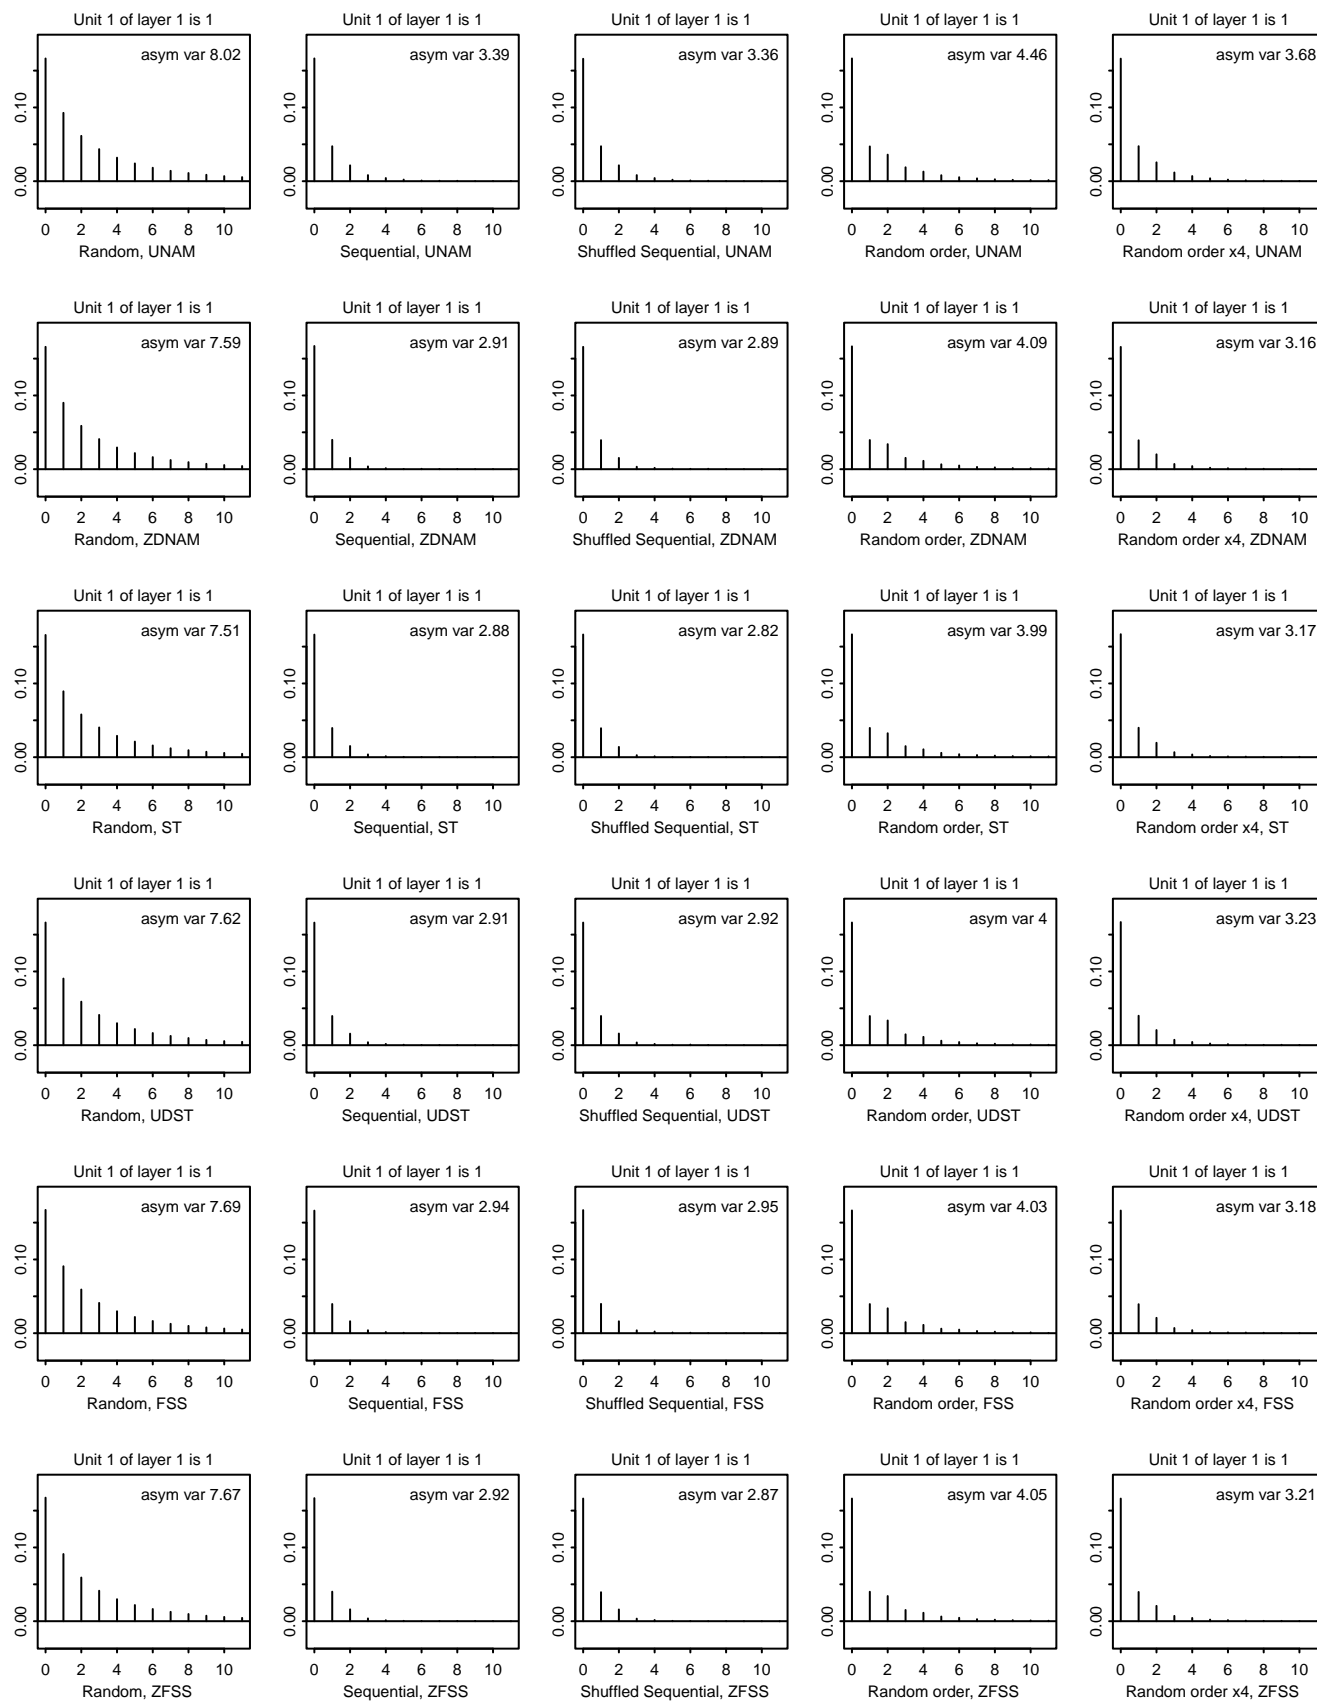 Unit 1 of layer 1 is 1 Unit 1 of layer 1 is 1 Unit 1 of layer 1 is 1 Unit 1 of layer 1 is 1 Unit 1 of layer 1 is 1
asym var 8.02 asym var 3.39 asym var 3.36 asym var 4.46 asym var 3.68
0.10 0.10 0.10 0.10 0.10
0.00 0.00 0.00 0.00 0.00
0 2 4 6 8 10 0 2 4 6 8 10 0 2 4 6 8 10 0 2 4 6 8 10 0 2 4 6 8 10
Random, UNAM Sequential, UNAM Shuffled Sequential, UNAM Random order, UNAM Random order x4, UNAM
Unit 1 of layer 1 is 1 Unit 1 of layer 1 is 1 Unit 1 of layer 1 is 1 Unit 1 of layer 1 is 1 Unit 1 of layer 1 is 1
asym var 7.59 asym var 2.91 asym var 2.89 asym var 4.09 asym var 3.16
0.10 0.10 0.10 0.10 0.10
0.00 0.00 0.00 0.00 0.00
0 2 4 6 8 10 0 2 4 6 8 10 0 2 4 6 8 10 0 2 4 6 8 10 0 2 4 6 8 10
Random, ZDNAM Sequential, ZDNAM Shuffled Sequential, ZDNAM Random order, ZDNAM Random order x4, ZDNAM
Unit 1 of layer 1 is 1 Unit 1 of layer 1 is 1 Unit 1 of layer 1 is 1 Unit 1 of layer 1 is 1 Unit 1 of layer 1 is 1
asym var 7.51 asym var 2.88 asym var 2.82 asym var 3.99 asym var 3.17
0.10 0.10 0.10 0.10 0.10
0.00 0.00 0.00 0.00 0.00
0 2 4 6 8 10 0 2 4 6 8 10 0 2 4 6 8 10 0 2 4 6 8 10 0 2 4 6 8 10
Random, ST Sequential, ST Shuffled Sequential, ST Random order, ST Random order x4, ST
Unit 1 of layer 1 is 1 Unit 1 of layer 1 is 1 Unit 1 of layer 1 is 1 Unit 1 of layer 1 is 1 Unit 1 of layer 1 is 1
asym var 7.62 asym var 2.91 asym var 2.92 asym var 4 asym var 3.23
0.10 0.10 0.10 0.10 0.10
0.00 0.00 0.00 0.00 0.00
0 2 4 6 8 10 0 2 4 6 8 10 0 2 4 6 8 10 0 2 4 6 8 10 0 2 4 6 8 10
Random, UDST Sequential, UDST Shuffled Sequential, UDST Random order, UDST Random order x4, UDST
Unit 1 of layer 1 is 1 Unit 1 of layer 1 is 1 Unit 1 of layer 1 is 1 Unit 1 of layer 1 is 1 Unit 1 of layer 1 is 1
asym var 7.69 asym var 2.94 asym var 2.95 asym var 4.03 asym var 3.18
0.10 0.10 0.10 0.10 0.10
0.00 0.00 0.00 0.00 0.00
0 2 4 6 8 10 0 2 4 6 8 10 0 2 4 6 8 10 0 2 4 6 8 10 0 2 4 6 8 10
Random, FSS Sequential, FSS Shuffled Sequential, FSS Random order, FSS Random order x4, FSS
Unit 1 of layer 1 is 1 Unit 1 of layer 1 is 1 Unit 1 of layer 1 is 1 Unit 1 of layer 1 is 1 Unit 1 of layer 1 is 1
asym var 7.67 asym var 2.92 asym var 2.87 asym var 4.05 asym var 3.21
0.10 0.10 0.10 0.10 0.10
0.00 0.00 0.00 0.00 0.00
0 2 4 6 8 10 0 2 4 6 8 10 0 2 4 6 8 10 0 2 4 6 8 10 0 2 4 6 8 10
Random, ZFSS Sequential, ZFSS Shuffled Sequential, ZFSS Random order, ZFSS Random order x4, ZFSS